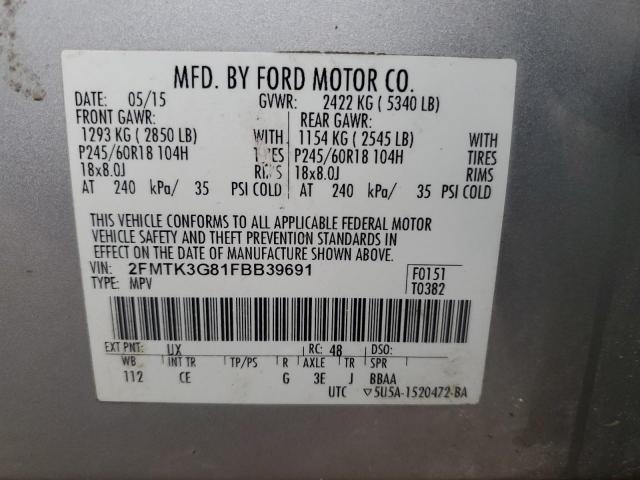 MFD. BY FORD MOTOR CO.
DATE: 05/15 GVWR: 2422 KG ( 5340 LB)
FRONT GAWR: REAR GAWR:
1293 KG ( 2850 LB) WITH 1154 KG ( 2545 LB) WITH
P245/60R18 104H TIRES P245/60R18 104H TIRES
18x8.0J RIMS 18x8.0J RIMS
AT 240 kPa/ 35 PSI COLD AT 240 kPa/ 35 PSI COLD
THIS VEHICLE CONFORMS TO ALL APPLICABLE FEDERAL MOTOR
VEHICLE SAFETY AND THEFT PREVENTION STANDARDS IN
EFFECT ON THE DATE OF MANUFACTURE SHOWN ABOVE.
VIN: 2FMTK3G81FBB39691 F0151
TYPE: MPV T0382
EXT PNT: UX RC: 48 DSO:
WB INT TR TP/PS R AXLE TR SPR
112 CE G 3E J BBAA
UTC ▽5U5A-1520472-BA